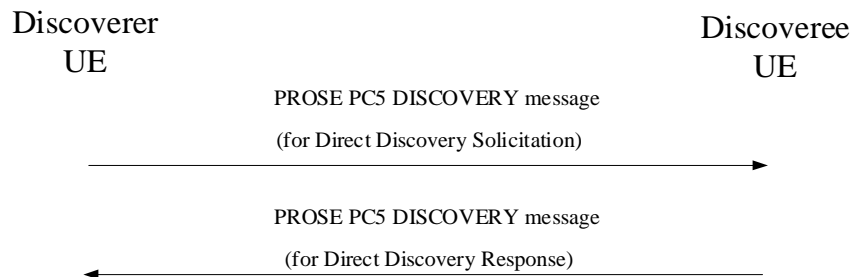 Discoverer
UE
Discoveree
UE
PROSE PC5 DISCOVERY message
(for Direct Discovery Solicitation)
PROSE PC5 DISCOVERY message
(for Direct Discovery Response)